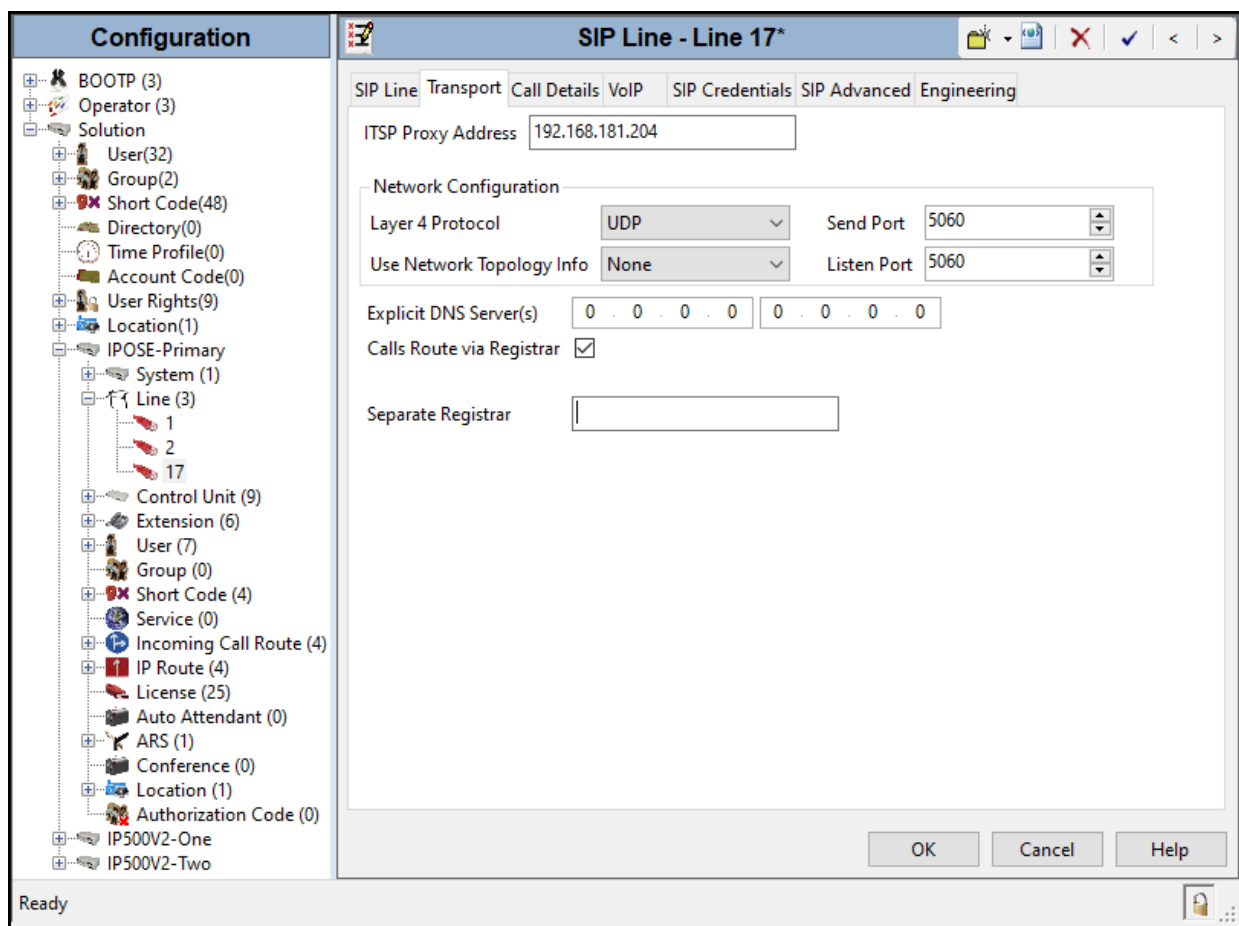 Configuration
BOOTP (3)
Operator (3)
Solution
User(32)
Group(2)
Short Code(48)
Directory(0)
Time Profile(0)
Account Code(0)
User Rights(9)
Location(1)
IPOSE-Primary
System (1)
Line (3)
1
2
17
Control Unit (9)
Extension (6)
User (7)
Group (0)
Short Code (4)
Service (0)
Incoming Call Route (4)
IP Route (4)
License (25)
Auto Attendant (0)
ARS (1)
Conference (0)
Location (1)
Authorization Code (0)
IP500V2-One
IP500V2-Two
SIP Line - Line 17*
SIP Line Transport Call Details VoIP SIP Credentials SIP Advanced Engineering
ITSP Proxy Address 192.168.181.204
Network Configuration
Layer 4 Protocol UDP Send Port 5060
Use Network Topology Info None Listen Port 5060
Explicit DNS Server(s) 0 . 0 . 0 . 0 0 . 0 . 0 . 0
Calls Route via Registrar
Separate Registrar
OK Cancel Help
Ready